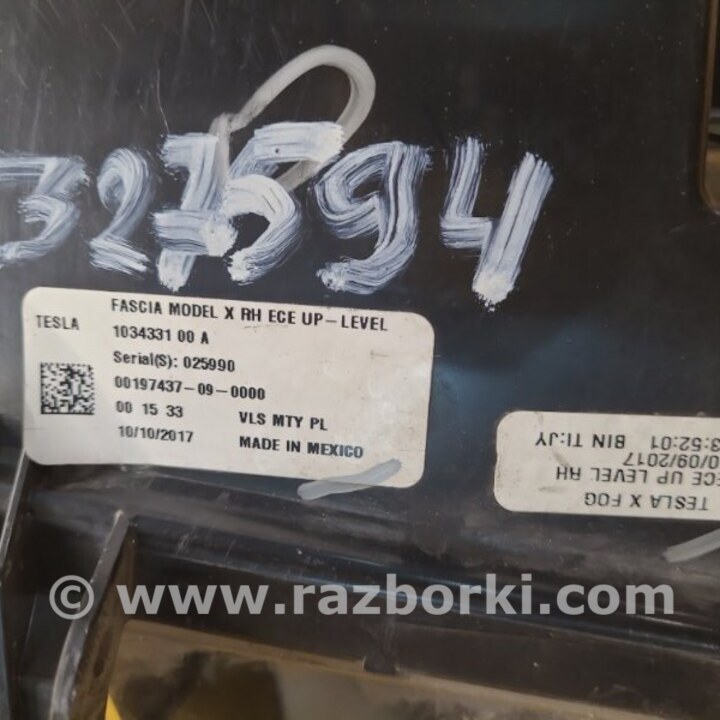 327594
TESLA
FASCIA MODEL X RH ECE UP-LEVEL
1034331 00 A
Serial(S): 025990
00197437-09-0000
00 15 33 VLS MTY PL
10/10/2017 MADE IN MEXICO
TESLA X FOG
ECE UP LEVEL RH
0/09/2017
3:52:01 BIN TI:JY
© www.razborki.com